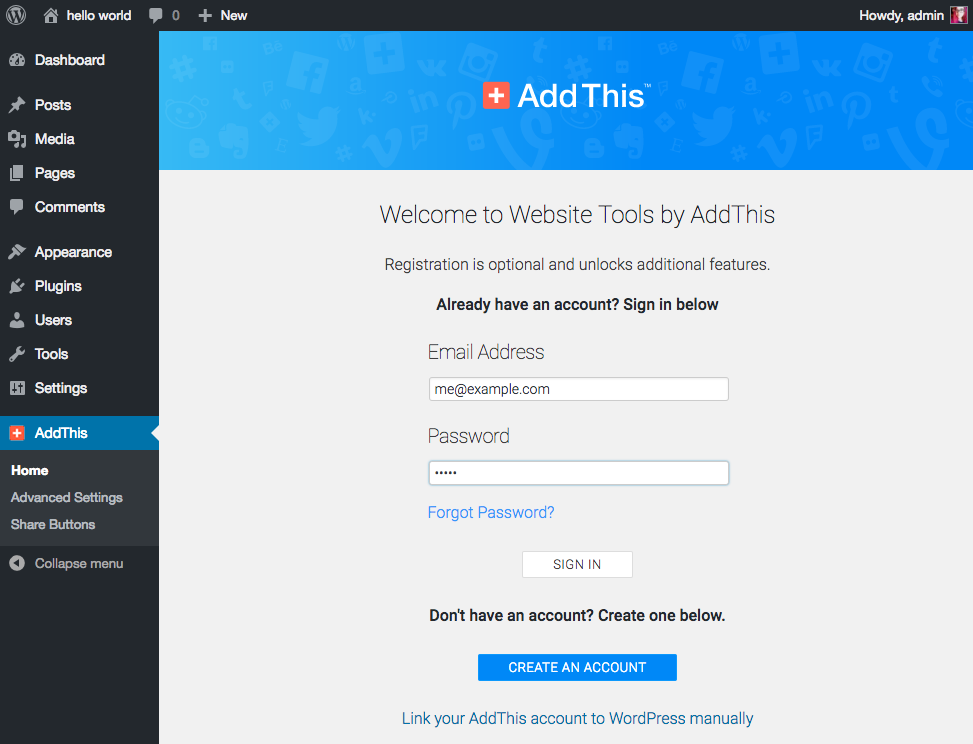 hello world 0 New Howdy, admin
Dashboard
Posts
Media
Pages
Comments
Appearance
Plugins
Users
Tools
Settings
AddThis
Home
Advanced Settings
Share Buttons
Collapse menu
AddThis™
Welcome to Website Tools by AddThis
Registration is optional and unlocks additional features.
Already have an account? Sign in below
Email Address
me@example.com
Password
•••••
Forgot Password?
SIGN IN
Don't have an account? Create one below.
CREATE AN ACCOUNT
Link your AddThis account to WordPress manually